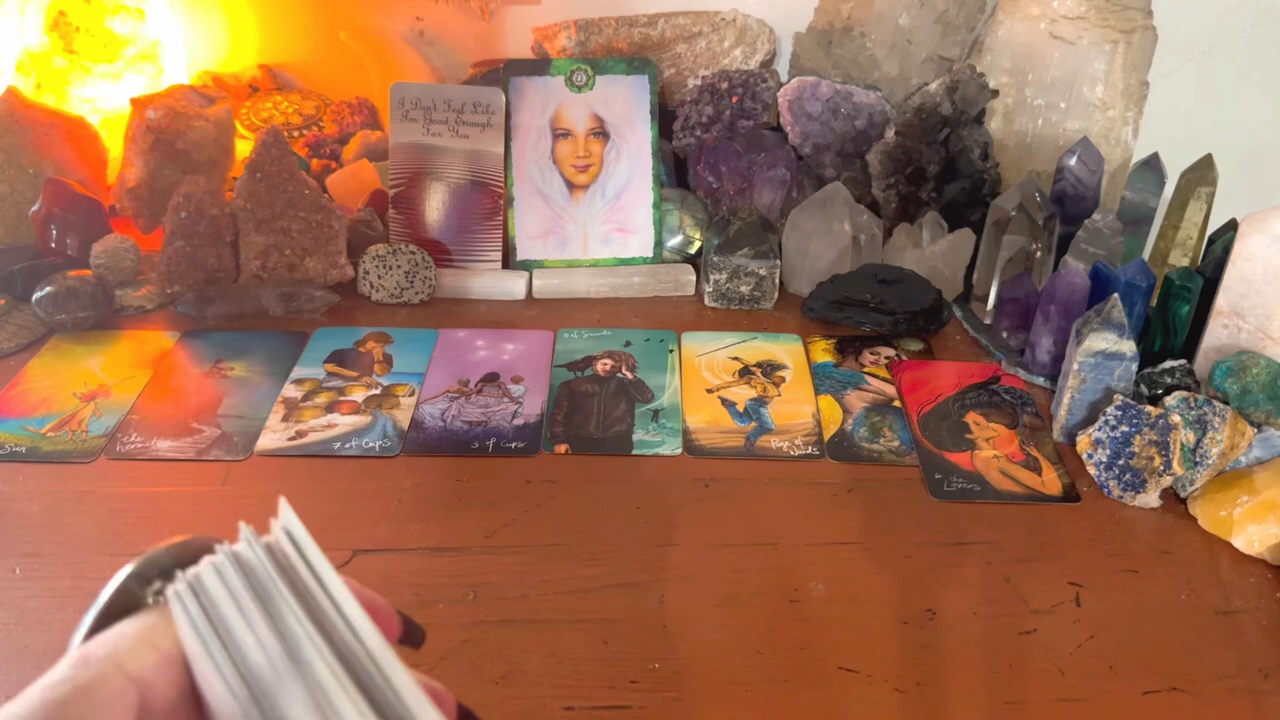 I Don't Feel Like
I'm Good Enough
For You
Sun
the
hermit
7 of Cups
3 of Cups
9 of Swords
Page of
Wands
6 the
Lovers